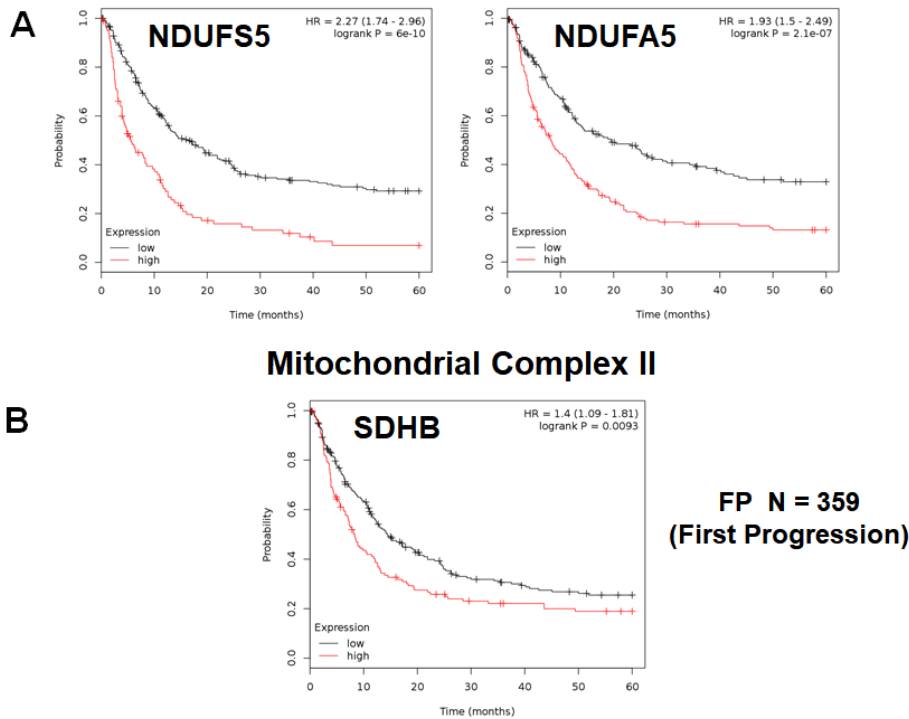 A
NDUFS5
HR = 2.27 (1.74 - 2.96)
logrank P = 6e-10
Probability
1.0
0.8
0.6
0.4
0.2
0.0
Expression
low
high
0 10 20 30 40 50 60
Time (months)
NDUFA5
HR = 1.93 (1.5 - 2.49)
logrank P = 2.1e-07
Probability
1.0
0.8
0.6
0.4
0.2
0.0
Expression
low
high
0 10 20 30 40 50 60
Time (months)
Mitochondrial Complex II
B
SDHB
HR = 1.4 (1.09 - 1.81)
logrank P = 0.0093
Probability
1.0
0.8
0.6
0.4
0.2
0.0
Expression
low
high
0 10 20 30 40 50 60
Time (months)
FP N = 359
(First Progression)